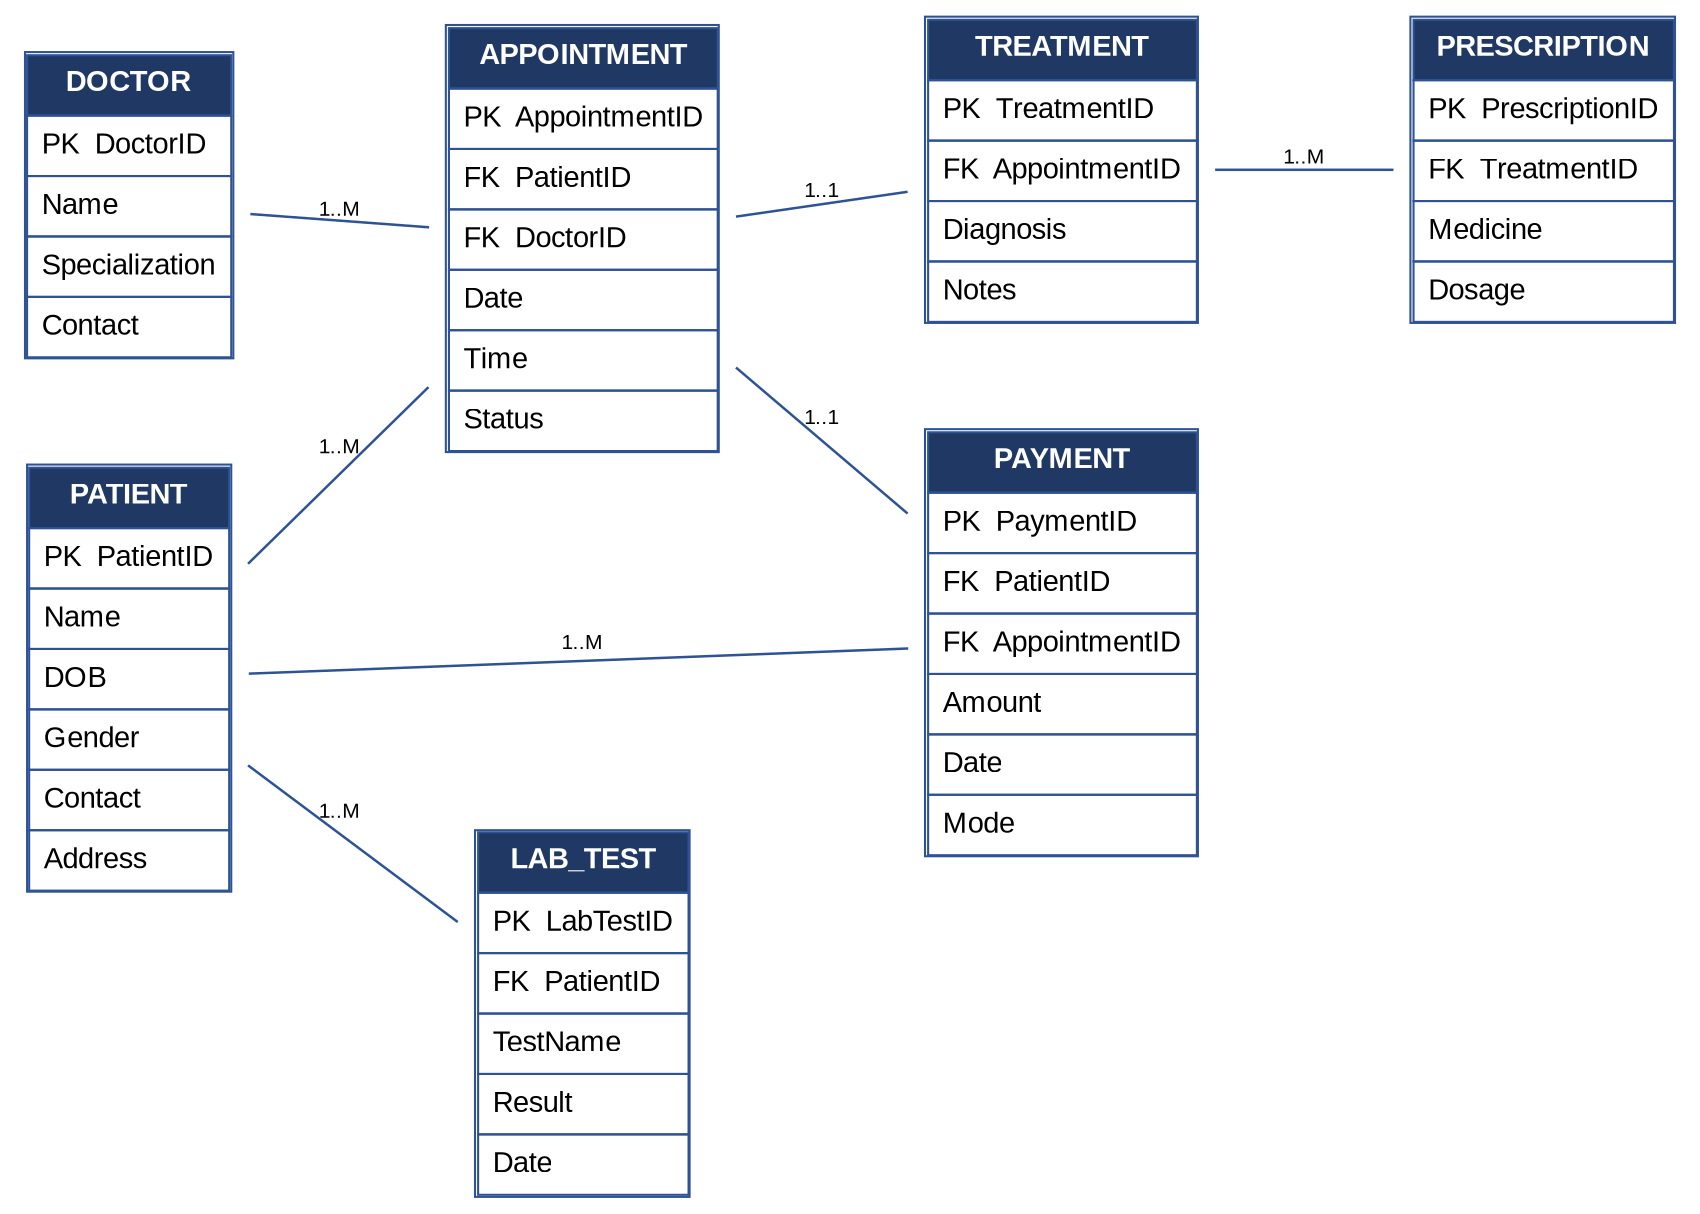 DOCTOR
PK  DoctorID
Name
Specialization
Contact
1..M
APPOINTMENT
PK  AppointmentID
FK  PatientID
FK  DoctorID
Date
Time
Status
1..1
TREATMENT
PK  TreatmentID
FK  AppointmentID
Diagnosis
Notes
1..M
PRESCRIPTION
PK  PrescriptionID
FK  TreatmentID
Medicine
Dosage
1..M
1..1
PATIENT
PK  PatientID
Name
DOB
Gender
Contact
Address
1..M
PAYMENT
PK  PaymentID
FK  PatientID
FK  AppointmentID
Amount
Date
Mode
1..M
LAB_TEST
PK  LabTestID
FK  PatientID
TestName
Result
Date